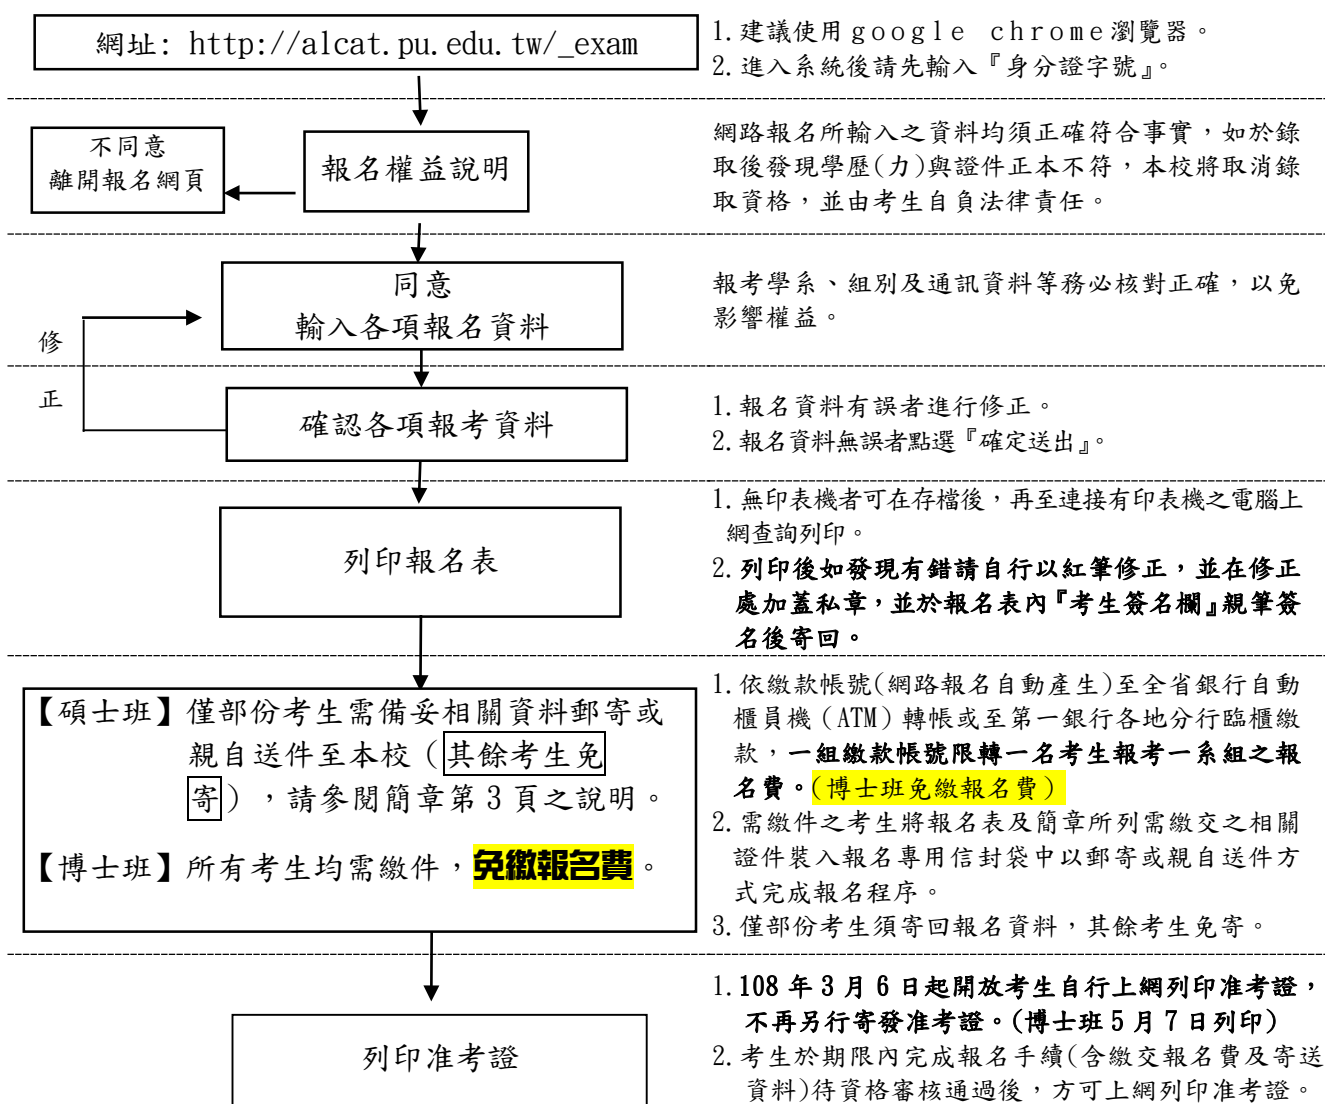 網址: http://alcat.pu.edu.tw/_exam
1.建議使用google chrome瀏覽器。
2.進入系統後請先輸入『身分證字號』。
不同意
離開報名網頁
報名權益說明
網路報名所輸入之資料均須正確符合事實，如於錄
取後發現學歷(力)與證件正本不符，本校將取消錄
取資格，並由考生自負法律責任。
同意
輸入各項報名資料
報考學系、組別及通訊資料等務必核對正確，以免
影響權益。
修
正
確認各項報考資料
1.報名資料有誤者進行修正。
2.報名資料無誤者點選『確定送出』。
列印報名表
1.無印表機者可在存檔後，再至連接有印表機之電腦上
網查詢列印。
2.列印後如發現有錯請自行以紅筆修正，並在修正
處加蓋私章，並於報名表內『考生簽名欄』親筆簽
名後寄回。
【碩士班】僅部份考生需備妥相關資料郵寄或
親自送件至本校（其餘考生免
寄），請參閱簡章第3頁之說明。
【博士班】所有考生均需繳件，免繳報名費。
1.依繳款帳號(網路報名自動產生)至全省銀行自動
櫃員機（ATM）轉帳或至第一銀行各地分行臨櫃繳
款，一組繳款帳號限轉一名考生報考一系組之報
名費。(博士班免繳報名費)
2.需繳件之考生將報名表及簡章所列需繳交之相關
證件裝入報名專用信封袋中以郵寄或親自送件方
式完成報名程序。
3.僅部份考生須寄回報名資料，其餘考生免寄。
列印准考證
1.108年3月6日起開放考生自行上網列印准考證，
不再另行寄發准考證。(博士班5月7日列印)
2.考生於期限內完成報名手續(含繳交報名費及寄送
資料)待資格審核通過後，方可上網列印准考證。